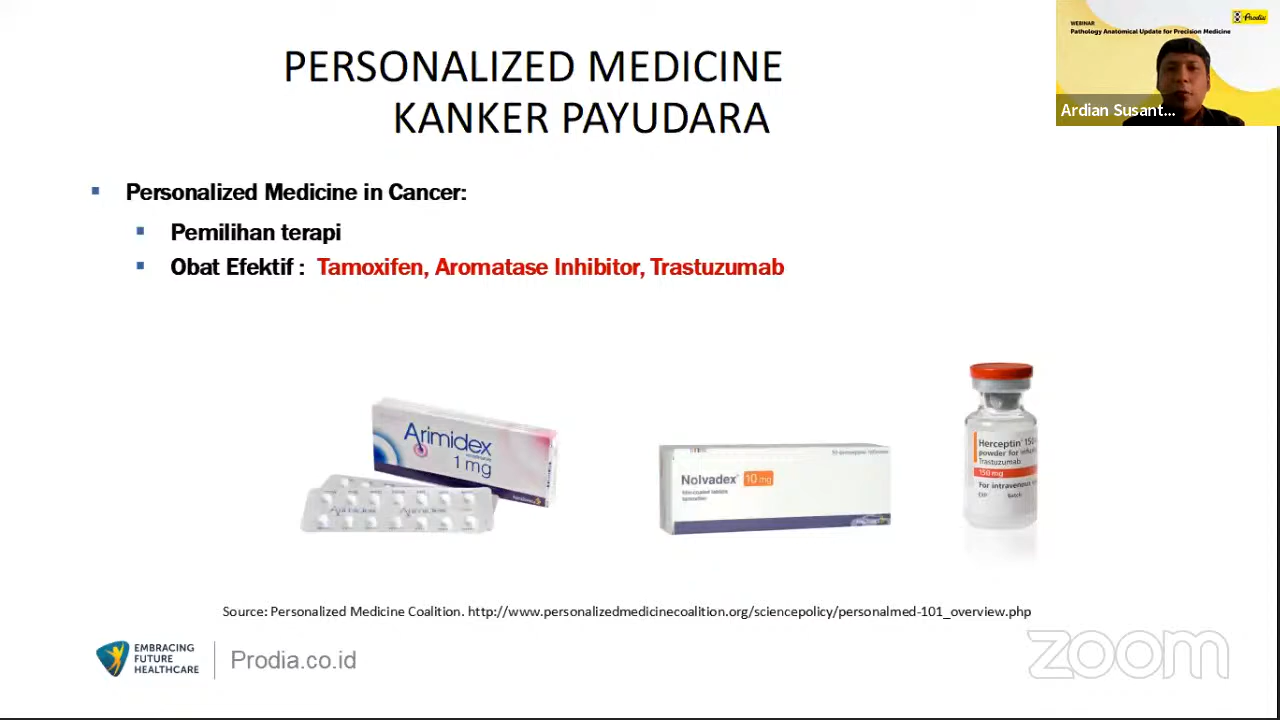 WEBINAR
Prodia
Pathology Anatomical Update for Precision Medicine
Ardian Susant...
PERSONALIZED MEDICINE
KANKER PAYUDARA
▪ Personalized Medicine in Cancer:
▪ Pemilihan terapi
▪ Obat Efektif : Tamoxifen, Aromatase Inhibitor, Trastuzumab
Arimidex
1 mg
Nolvadex 10 mg
Herceptin 150
powder for
Trastuzumab
150 mg
For intravenous
Source: Personalized Medicine Coalition. http://www.personalizedmedicinecoalition.org/sciencepolicy/personalmed-101_overview.php
EMBRACING
FUTURE
HEALTHCARE
Prodia.co.id
zoom